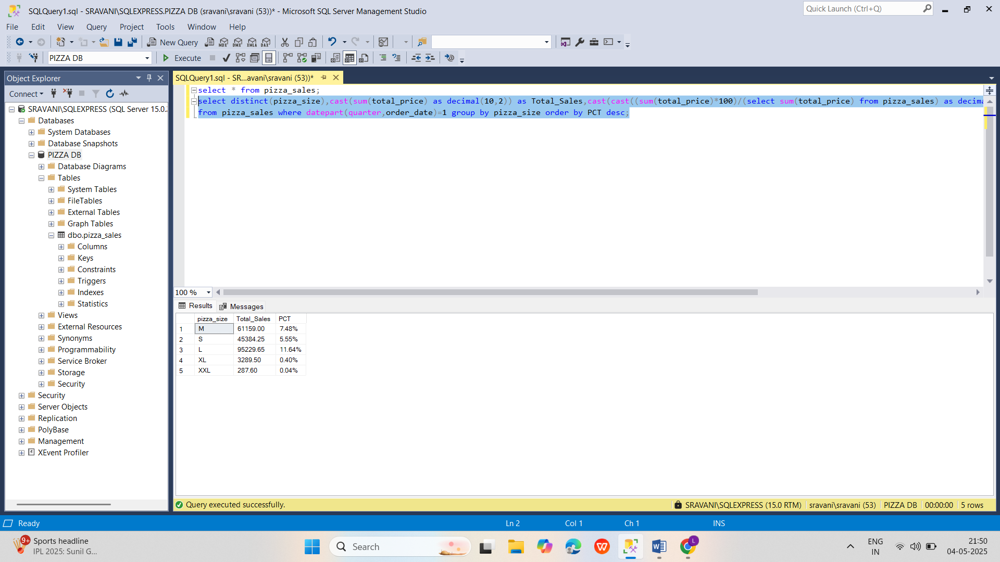 SQLQuery1.sql - SRAVANI\SQLEXPRESS.PIZZA DB (sravani\sravani (53))* - Microsoft SQL Server Management Studio
Quick Launch (Ctrl+Q)
File Edit View Query Project Tools Window Help
New Query
MDX DMX XMLA DAX
PIZZA DB
Execute
Object Explorer
SQLQuery1.sql - SR...avani\sravani (53))*
Connect
select * from pizza_sales;
select distinct(pizza_size),cast(sum(total_price) as decimal(10,2)) as Total_Sales,cast(cast((sum(total_price)*100)/(select sum(total_price) from pizza_sales) as decima
from pizza_sales where datepart(quarter,order_date)=1 group by pizza_size order by PCT desc;
SRAVANI\SQLEXPRESS (SQL Server 15.0.
Databases
System Databases
Database Snapshots
PIZZA DB
Database Diagrams
Tables
System Tables
FileTables
External Tables
Graph Tables
dbo.pizza_sales
Columns
Keys
Constraints
Triggers
Indexes
Statistics
Views
External Resources
Synonyms
Programmability
Service Broker
Storage
Security
Security
Server Objects
Replication
PolyBase
Management
XEvent Profiler
100 %
Results Messages
pizza_size Total_Sales PCT
1 M 61159.00 7.48%
2 S 45384.25 5.55%
3 L 95229.65 11.64%
4 XL 3289.50 0.40%
5 XXL 287.60 0.04%
Query executed successfully.
SRAVANI\SQLEXPRESS (15.0 RTM) sravani\sravani (53) PIZZA DB 00:00:00 5 rows
Ready Ln 2 Col 1 Ch 1 INS
9+
Sports headline
IPL 2025: Sunil G...
Search
L
ENG
IN
21:50
04-05-2025